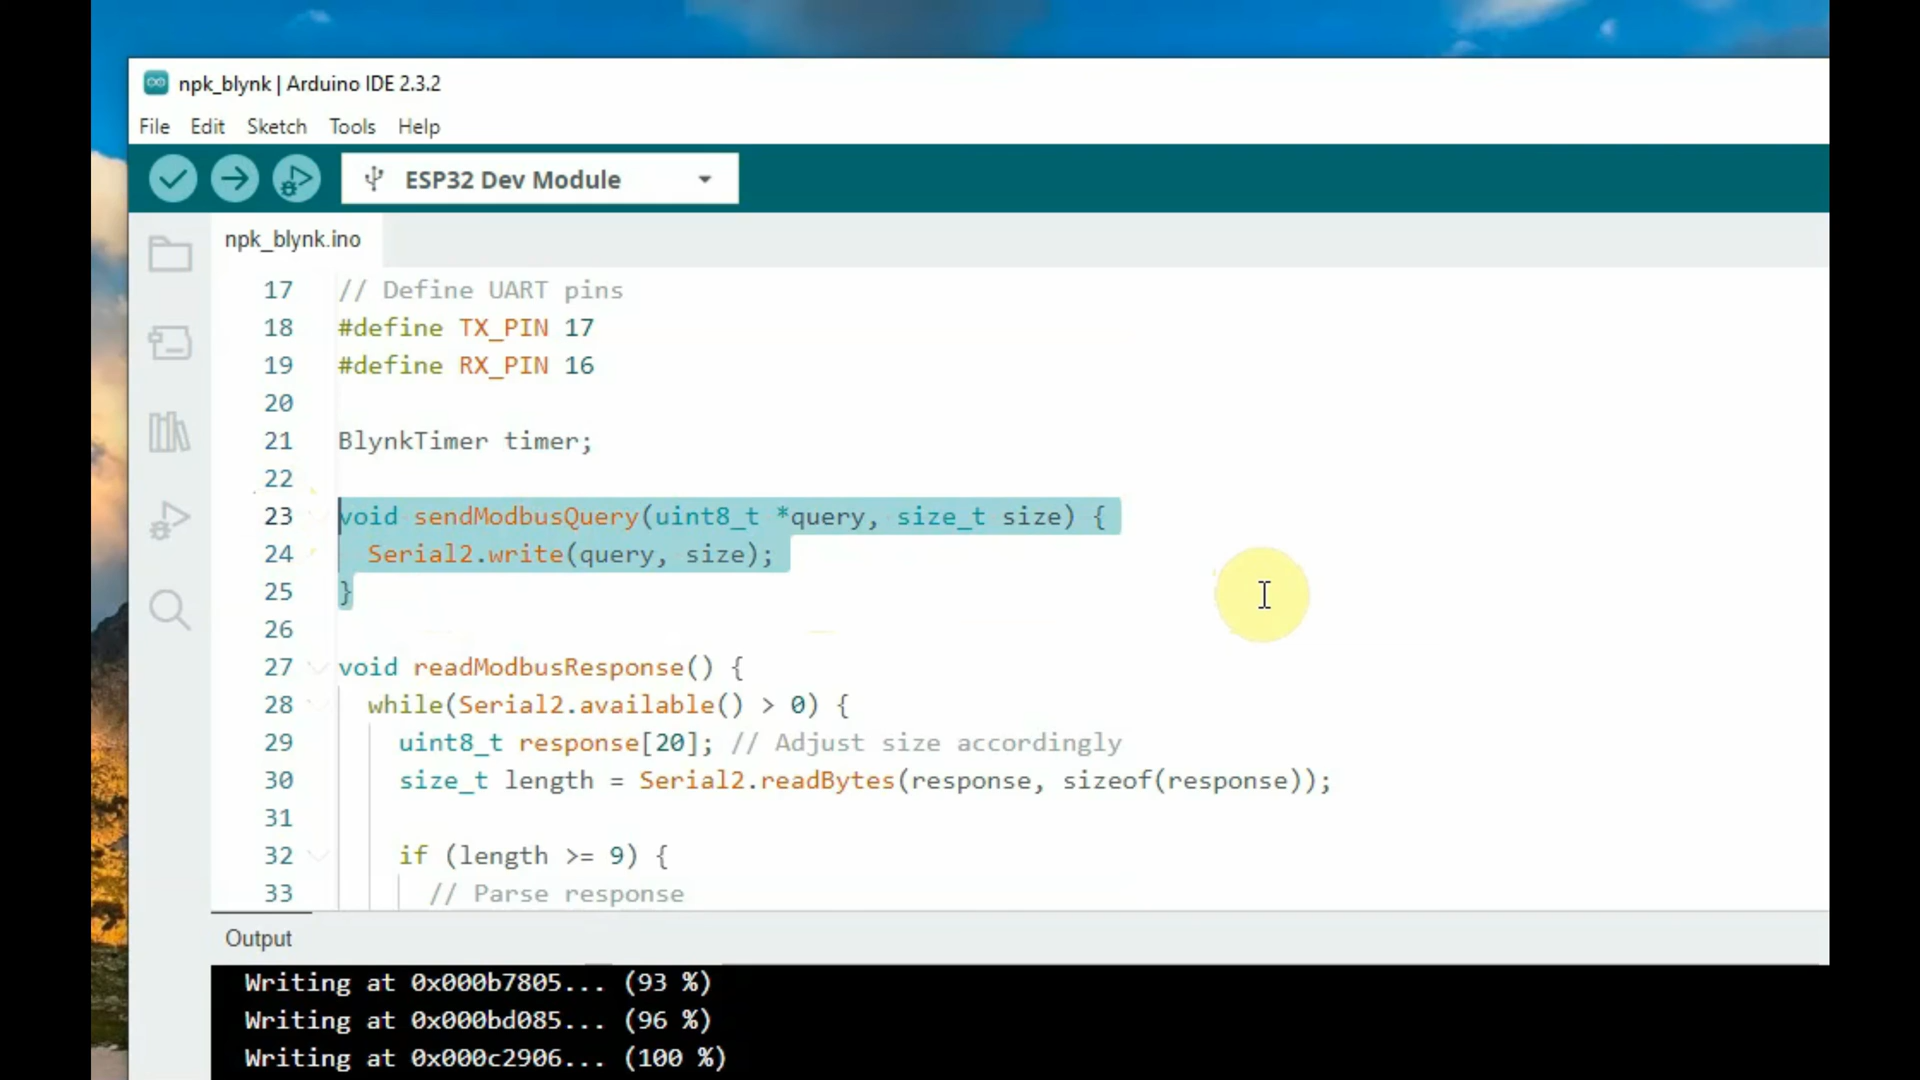 npk_blynk | Arduino IDE 2.3.2
File Edit Sketch Tools Help
ESP32 Dev Module
npk_blynk.ino
17 // Define UART pins
18 #define TX_PIN 17
19 #define RX_PIN 16
20
21 BlynkTimer timer;
22
23 void sendModbusQuery(uint8_t *query, size_t size) {
24 Serial2.write(query, size);
25 }
26
27 void readModbusResponse() {
28 while(Serial2.available() > 0) {
29 uint8_t response[20]; // Adjust size accordingly
30 size_t length = Serial2.readBytes(response, sizeof(response));
31
32 if (length >= 9) {
33 // Parse response
Output
Writing at 0x000b7805... (93 %)
Writing at 0x000bd085... (96 %)
Writing at 0x000c2906... (100 %)